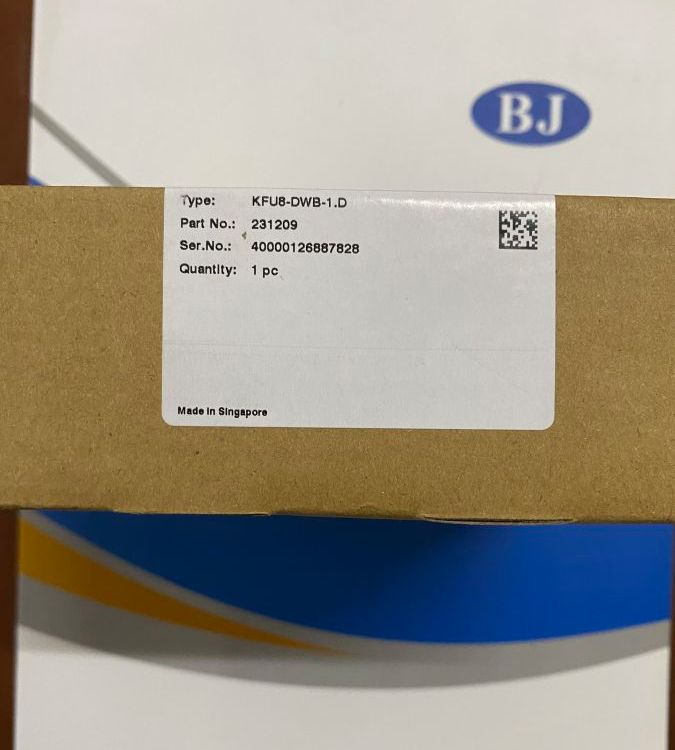 BJ
Type: KFU8-DWB-1.D
Part No.: 231209
Ser.No.: 40000126887828
Quantity: 1 pc
Made in Singapore